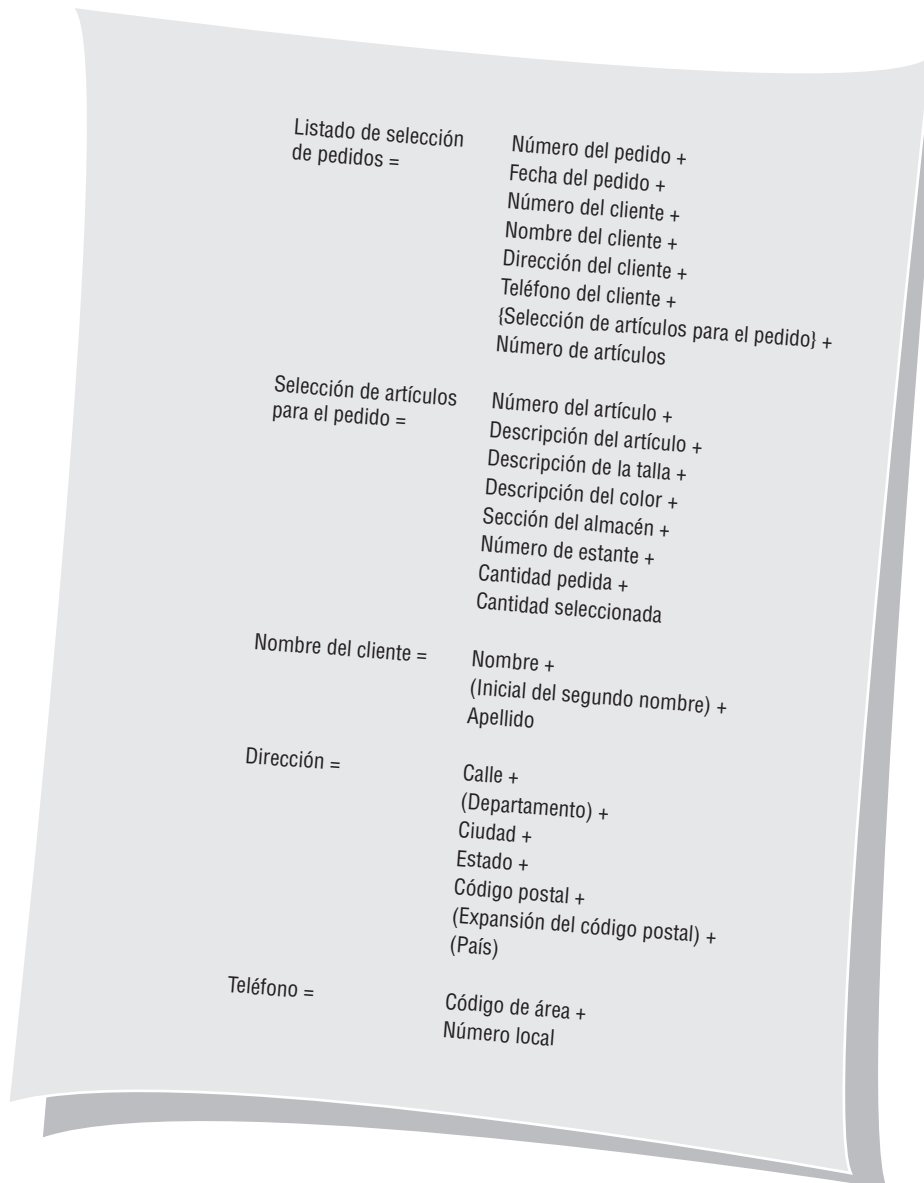 Listado de selección
de pedidos =
Número del pedido +
Fecha del pedido +
Número del cliente +
Nombre del cliente +
Dirección del cliente +
Teléfono del cliente +
{Selección de artículos para el pedido} +
Número de artículos
Selección de artículos
para el pedido =
Número del artículo +
Descripción del artículo +
Descripción de la talla +
Descripción del color +
Sección del almacén +
Número de estante +
Cantidad pedida +
Cantidad seleccionada
Nombre del cliente =
Nombre +
(Inicial del segundo nombre) +
Apellido
Dirección =
Calle +
(Departamento) +
Ciudad +
Estado +
Código postal +
(Expansión del código postal) +
(País)
Teléfono =
Código de área +
Número local